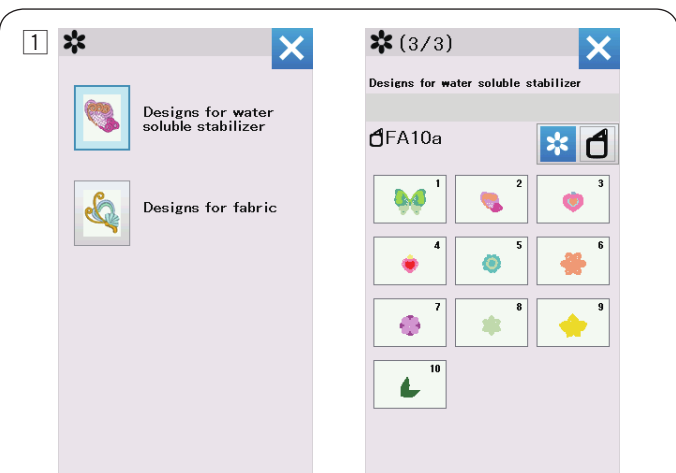 1
Designs for water
soluble stabilizer
Designs for fabric
(3/3)
Designs for water soluble stabilizer
FA10a
1 2 3
4 5 6
7 8 9
10